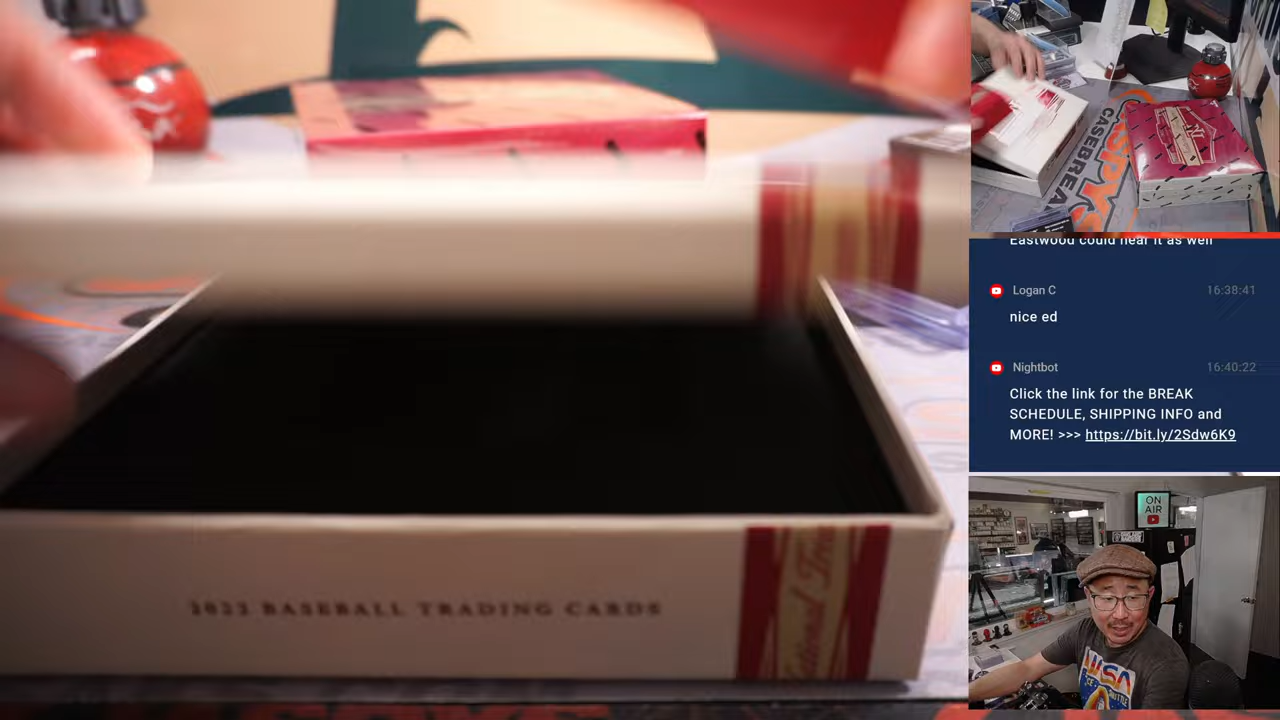 2022 BASEBALL TRADING CARDS
Eastwood could hear it as well
Logan C 16:38:41
nice ed
Nightbot 16:40:22
Click the link for the BREAK
SCHEDULE, SHIPPING INFO and
MORE! >>> https://bit.ly/2Sdw6K9
ON
AIR